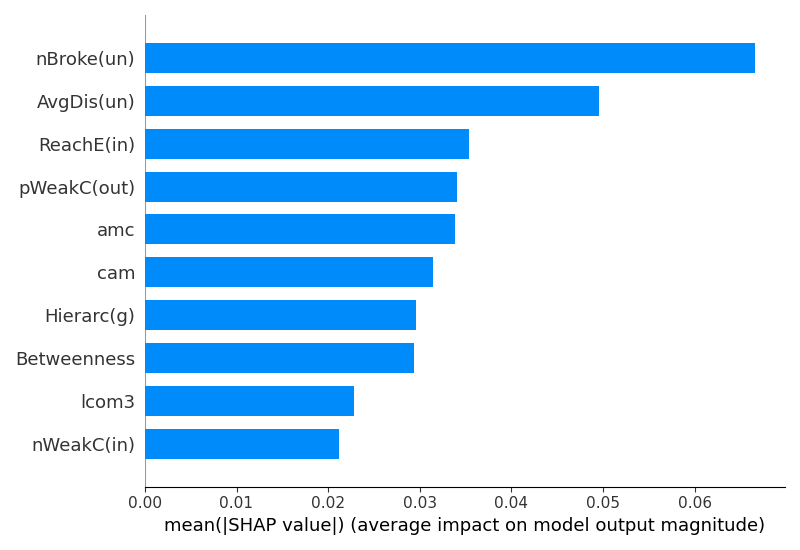 nBroke(un)
AvgDis(un)
ReachE(in)
pWeakC(out)
amc
cam
Hierarc(g)
Betweenness
lcom3
nWeakC(in)
0.00 0.01 0.02 0.03 0.04 0.05 0.06
mean(|SHAP value|) (average impact on model output magnitude)